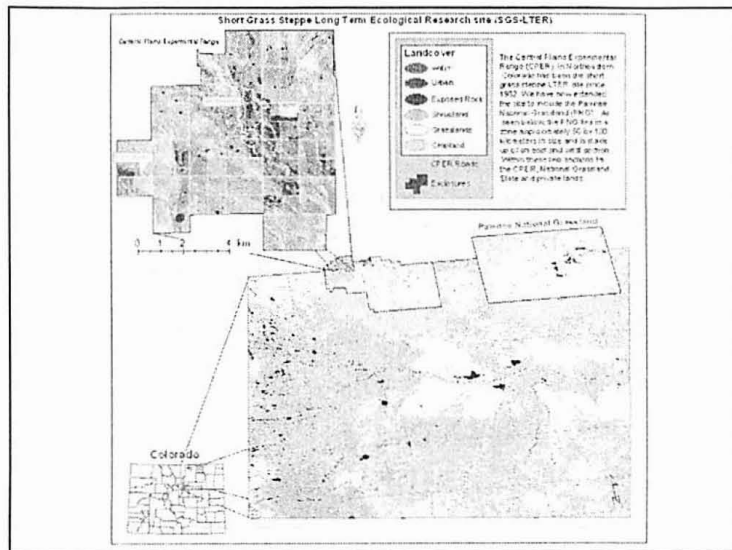 Short Grass Steppe Long Term Ecological Research site (SGS-LTER)
Central Plains Experimental Range
Landcover
Water
Urban
Exposed Rock
Shrubland
Grasslands
Cropland
CPER Roads
Exclosures
The Central Plains Experimental
Range (CPER), in Northeastern
Colorado has been the short
grass steppe LTER site since
1982. We have now extended
the site to include the Pawnee
National Grassland (PNG). As
seen below, the PNG lies in a
zone approximately 50 by 100
kilometers in size and is made
up of an east and west section.
Within these two sections lie
the CPER, National Grassland,
State and private lands.
0 1 2 4 km
Pawnee National Grassland
Colorado